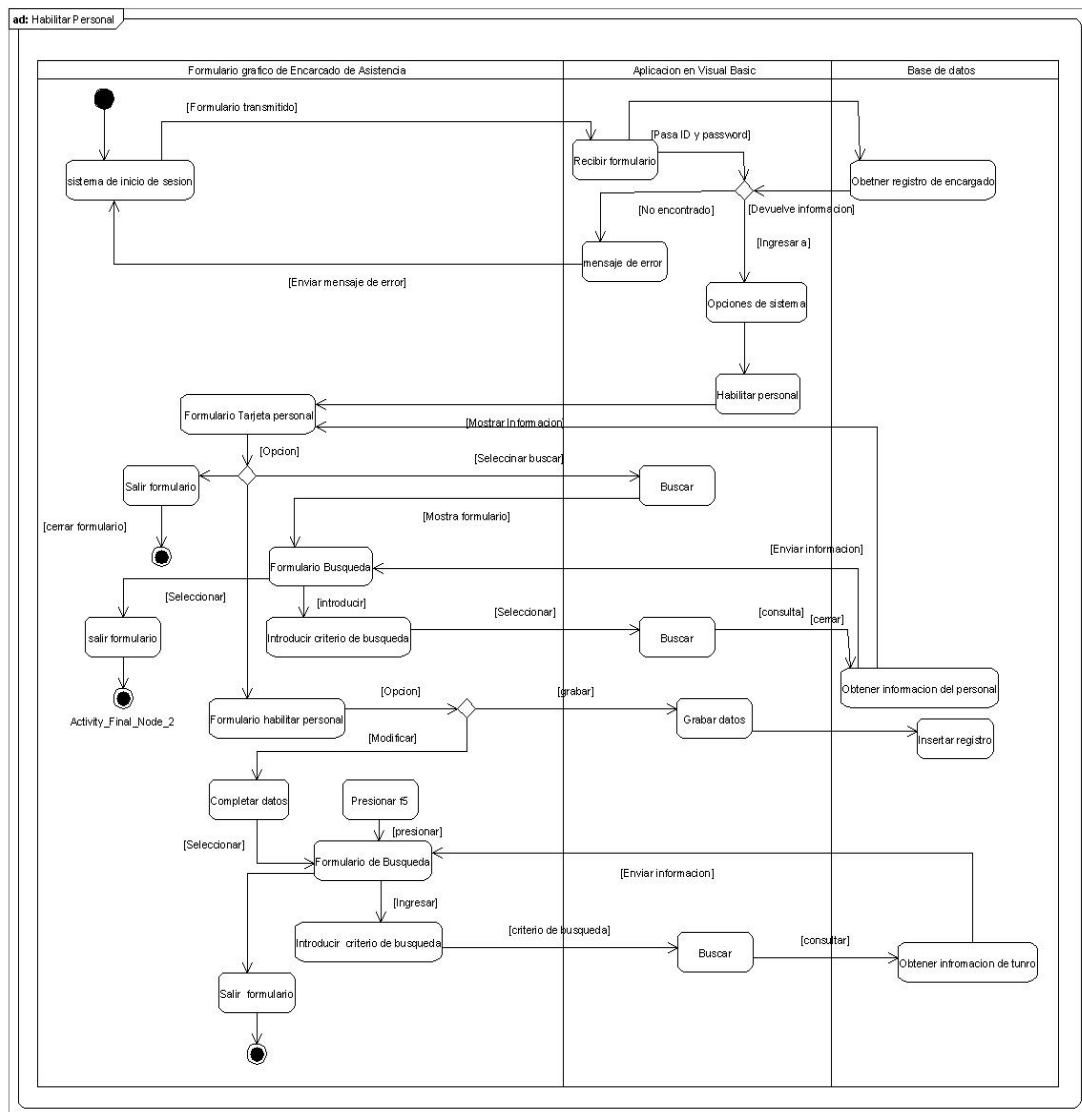 ad: Habilitar Personal
Formulario grafico de Encarcado de Asistencia
Aplicacion en Visual Basic
Base de datos
[Formulario transmitido]
[Pasa ID y password]
Recibir formulario
sistema de inicio de sesion
Obetner registro de encargado
[No encontrado]
[Devuelve informacion]
[Ingresar a]
mensaje de error
[Enviar mensaje de error]
Opciones de sistema
Habilitar personal
Formulario Tarjeta personal
[Mostrar Informacion]
[Opcion]
[Seleccinar buscar]
Salir formulario
Buscar
[Mostra formulario]
[cerrar formulario]
[Enviar informacion]
Formulario Busqueda
[Seleccionar]
[introducir]
[Seleccionar]
[consulta]
[cerrar]
salir formulario
Introducir criterio de busqueda
Buscar
Obtener informacion del personal
[Opcion]
[grabar]
Activity_Final_Node_2
Formulario habilitar personal
Grabar datos
[Modificar]
Insertar registro
Completar datos
Presionar f5
[presionar]
[Seleccionar]
Formulario de Busqueda
[Enviar informacion]
[Ingresar]
[criterio de busqueda]
Introducir criterio de busqueda
[consultar]
Buscar
Obtener infromacion de tunro
Salir formulario